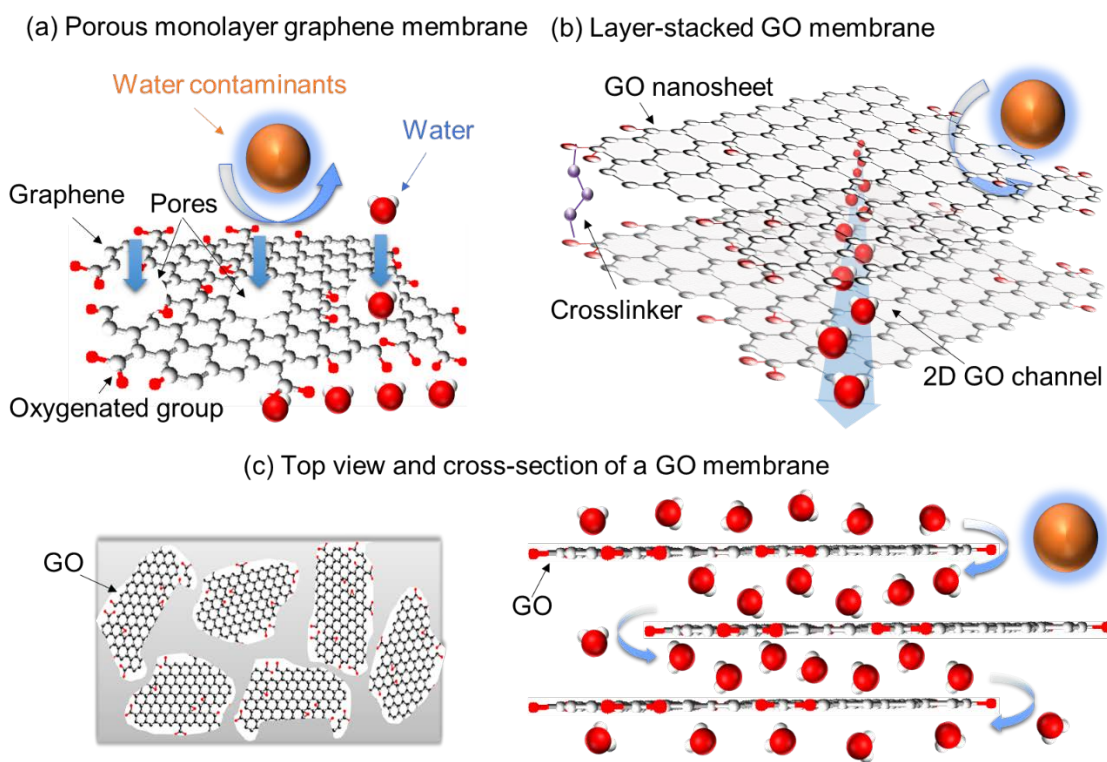 (a) Porous monolayer graphene membrane
(b) Layer-stacked GO membrane
Water contaminants
Water
Graphene
Pores
Oxygenated group
GO nanosheet
Crosslinker
2D GO channel
(c) Top view and cross-section of a GO membrane
GO
GO